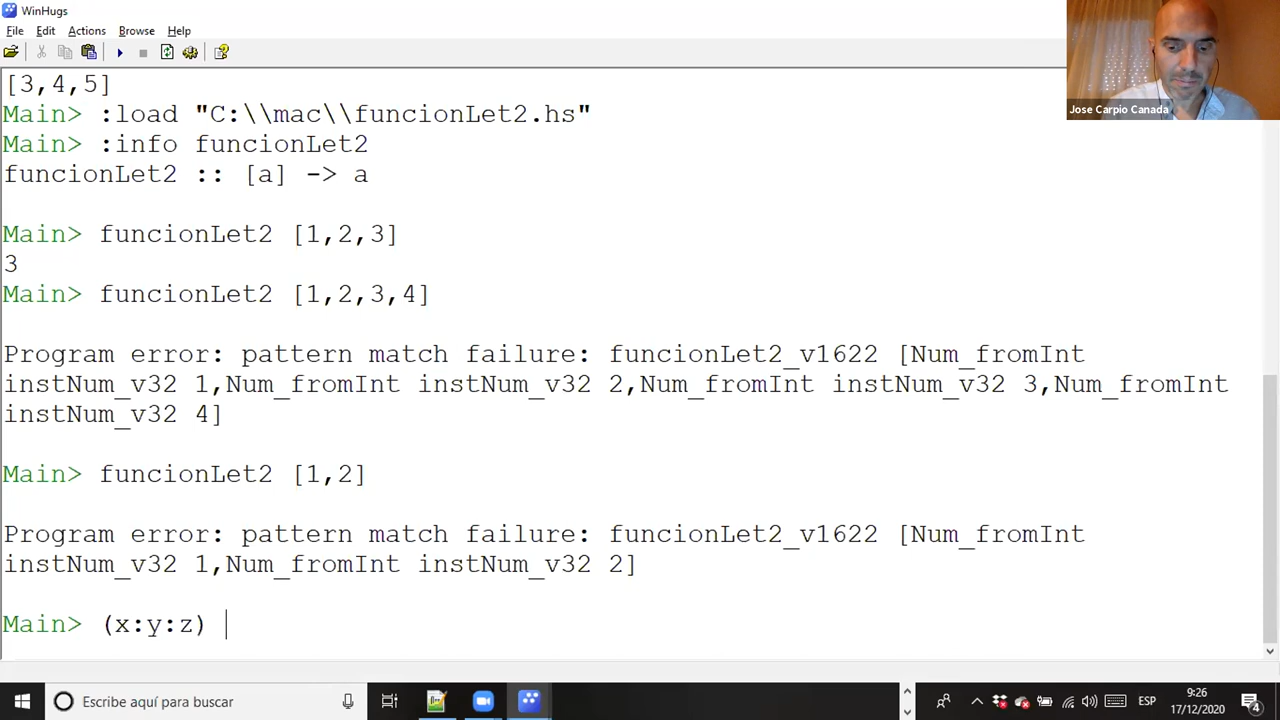 WinHugs
File Edit Actions Browse Help
[3,4,5]
Main> :load "C:\\mac\\funcionLet2.hs"
Main> :info funcionLet2
funcionLet2 :: [a] -> a
Main> funcionLet2 [1,2,3]
3
Main> funcionLet2 [1,2,3,4]
Program error: pattern match failure: funcionLet2_v1622 [Num_fromInt
instNum_v32 1,Num_fromInt instNum_v32 2,Num_fromInt instNum_v32 3,Num_fromInt
instNum_v32 4]
Main> funcionLet2 [1,2]
Program error: pattern match failure: funcionLet2_v1622 [Num_fromInt
instNum_v32 1,Num_fromInt instNum_v32 2]
Main> (x:y:z)
Jose Carpio Canada
Escribe aquí para buscar
ESP
9:26
17/12/2020
4